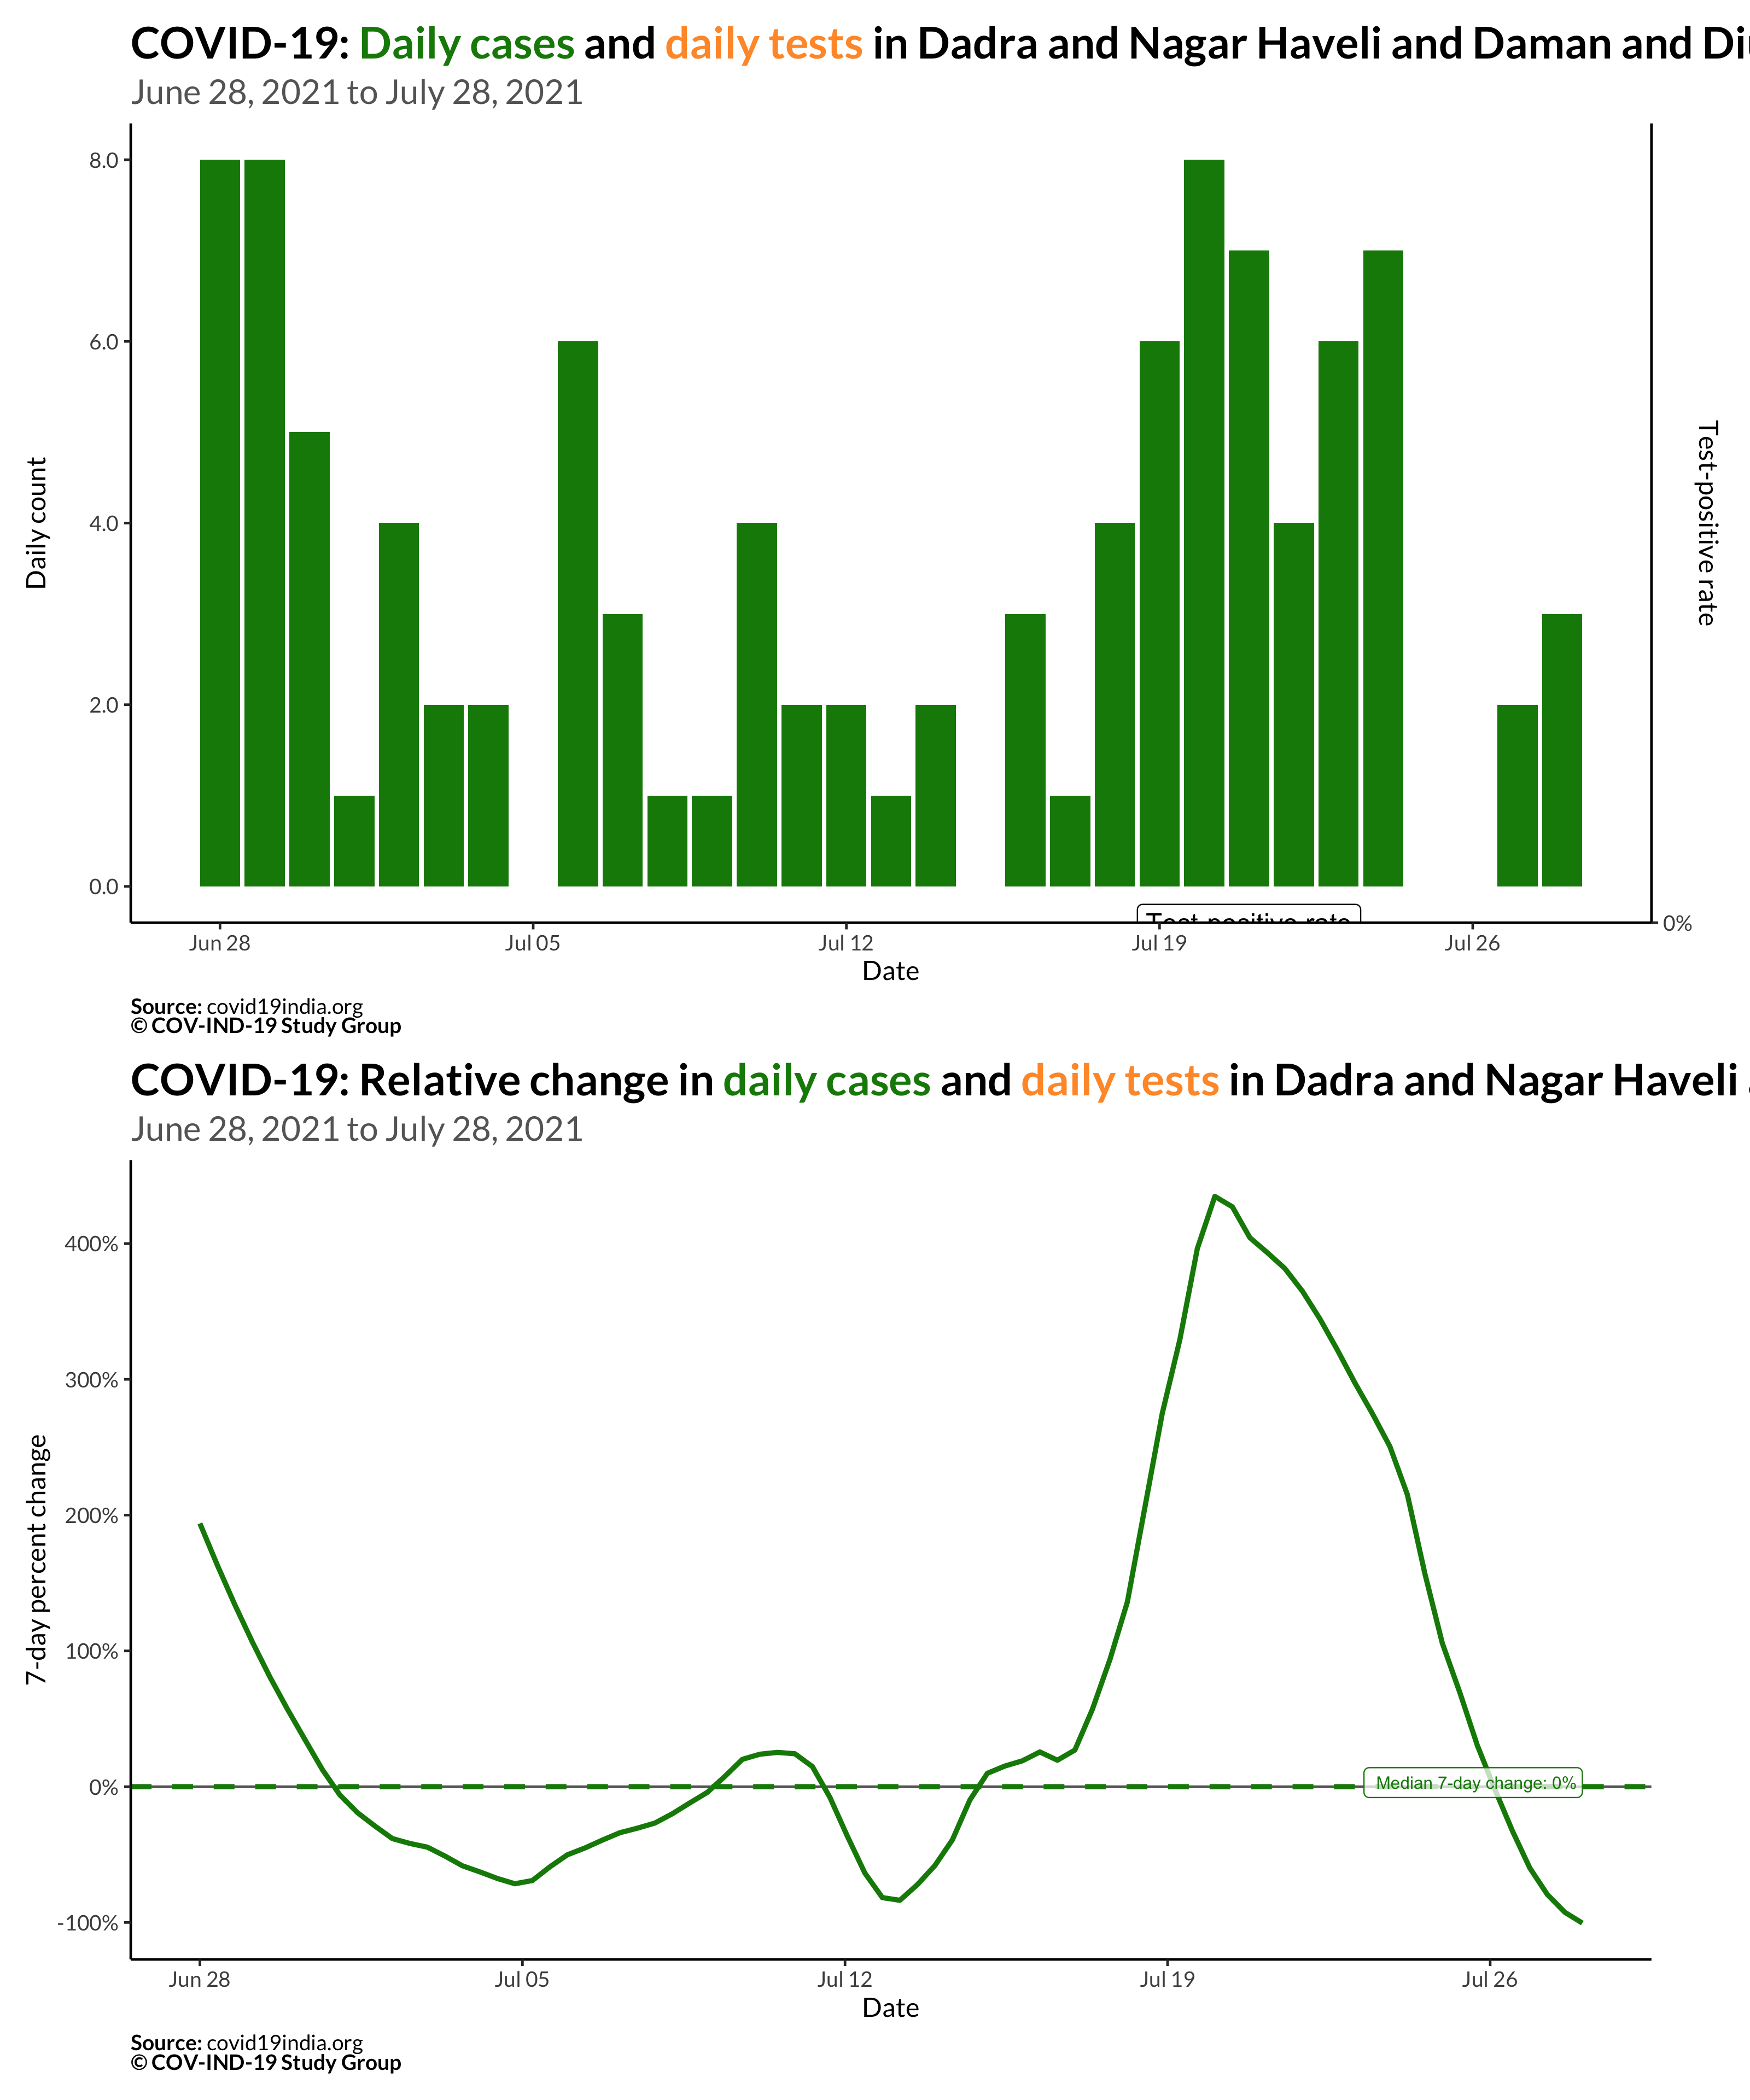 COVID-19: Daily cases and daily tests in Dadra and Nagar Haveli and Daman and
June 28, 2021 to July 28, 2021
8.0
6.0
4.0
2.0
0.0
Daily count
Test-positive rate
Test-positive rate
0%
Jun 28
Jul 05
Jul 12
Jul 19
Jul 26
Date
Source: covid19india.org
© COV-IND-19 Study Group
COVID-19: Relative change in daily cases and daily tests in Dadra and Nagar Haveli
June 28, 2021 to July 28, 2021
400%
300%
200%
100%
0%
-100%
7-day percent change
Median 7-day change: 0%
Jun 28
Jul 05
Jul 12
Jul 19
Jul 26
Date
Source: covid19india.org
© COV-IND-19 Study Group